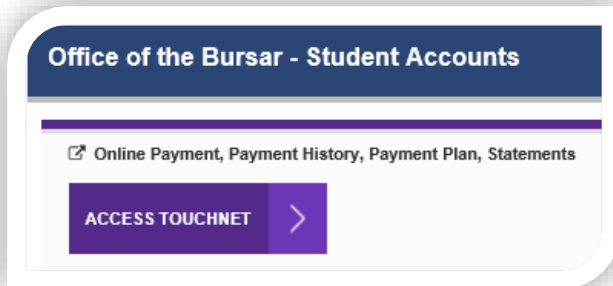 Office of the Bursar - Student Accounts
Online Payment, Payment History, Payment Plan, Statements
ACCESS TOUCHNET